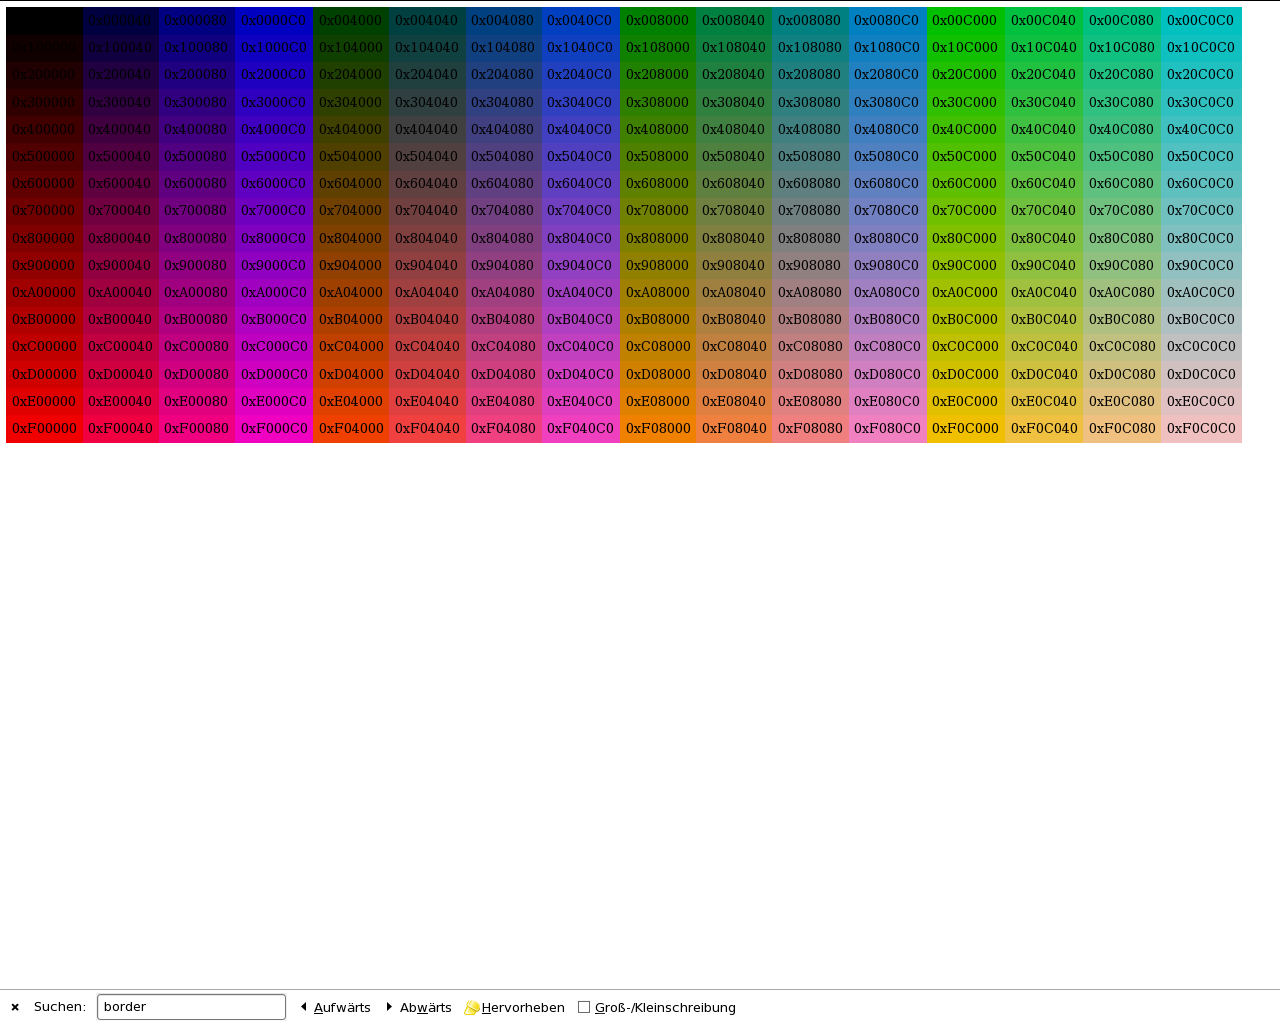 0x000040 0x000080 0x0000C0 0x004000 0x004040 0x004080 0x0040C0 0x008000 0x008040 0x008080 0x0080C0 0x00C000 0x00C040 0x00C080 0x00C0C0
0x100000 0x100040 0x100080 0x1000C0 0x104000 0x104040 0x104080 0x1040C0 0x108000 0x108040 0x108080 0x1080C0 0x10C000 0x10C040 0x10C080 0x10C0C0
0x200000 0x200040 0x200080 0x2000C0 0x204000 0x204040 0x204080 0x2040C0 0x208000 0x208040 0x208080 0x2080C0 0x20C000 0x20C040 0x20C080 0x20C0C0
0x300000 0x300040 0x300080 0x3000C0 0x304000 0x304040 0x304080 0x3040C0 0x308000 0x308040 0x308080 0x3080C0 0x30C000 0x30C040 0x30C080 0x30C0C0
0x400000 0x400040 0x400080 0x4000C0 0x404000 0x404040 0x404080 0x4040C0 0x408000 0x408040 0x408080 0x4080C0 0x40C000 0x40C040 0x40C080 0x40C0C0
0x500000 0x500040 0x500080 0x5000C0 0x504000 0x504040 0x504080 0x5040C0 0x508000 0x508040 0x508080 0x5080C0 0x50C000 0x50C040 0x50C080 0x50C0C0
0x600000 0x600040 0x600080 0x6000C0 0x604000 0x604040 0x604080 0x6040C0 0x608000 0x608040 0x608080 0x6080C0 0x60C000 0x60C040 0x60C080 0x60C0C0
0x700000 0x700040 0x700080 0x7000C0 0x704000 0x704040 0x704080 0x7040C0 0x708000 0x708040 0x708080 0x7080C0 0x70C000 0x70C040 0x70C080 0x70C0C0
0x800000 0x800040 0x800080 0x8000C0 0x804000 0x804040 0x804080 0x8040C0 0x808000 0x808040 0x808080 0x8080C0 0x80C000 0x80C040 0x80C080 0x80C0C0
0x900000 0x900040 0x900080 0x9000C0 0x904000 0x904040 0x904080 0x9040C0 0x908000 0x908040 0x908080 0x9080C0 0x90C000 0x90C040 0x90C080 0x90C0C0
0xA00000 0xA00040 0xA00080 0xA000C0 0xA04000 0xA04040 0xA04080 0xA040C0 0xA08000 0xA08040 0xA08080 0xA080C0 0xA0C000 0xA0C040 0xA0C080 0xA0C0C0
0xB00000 0xB00040 0xB00080 0xB000C0 0xB04000 0xB04040 0xB04080 0xB040C0 0xB08000 0xB08040 0xB08080 0xB080C0 0xB0C000 0xB0C040 0xB0C080 0xB0C0C0
0xC00000 0xC00040 0xC00080 0xC000C0 0xC04000 0xC04040 0xC04080 0xC040C0 0xC08000 0xC08040 0xC08080 0xC080C0 0xC0C000 0xC0C040 0xC0C080 0xC0C0C0
0xD00000 0xD00040 0xD00080 0xD000C0 0xD04000 0xD04040 0xD04080 0xD040C0 0xD08000 0xD08040 0xD08080 0xD080C0 0xD0C000 0xD0C040 0xD0C080 0xD0C0C0
0xE00000 0xE00040 0xE00080 0xE000C0 0xE04000 0xE04040 0xE04080 0xE040C0 0xE08000 0xE08040 0xE08080 0xE080C0 0xE0C000 0xE0C040 0xE0C080 0xE0C0C0
0xF00000 0xF00040 0xF00080 0xF000C0 0xF04000 0xF04040 0xF04080 0xF040C0 0xF08000 0xF08040 0xF08080 0xF080C0 0xF0C000 0xF0C040 0xF0C080 0xF0C0C0
Suchen: border Aufwärts Abwärts Hervorheben Groß-/Kleinschreibung